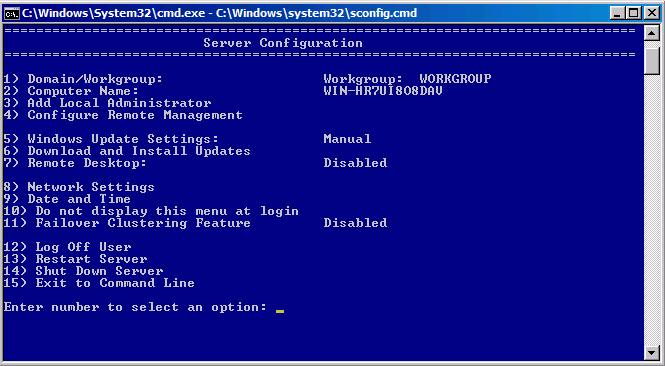 C:\Windows\System32\cmd.exe - C:\Windows\system32\sconfig.cmd
===============================================================================
Server Configuration
===============================================================================
1) Domain/Workgroup: Workgroup: WORKGROUP
2) Computer Name: WIN-HR7UI8O8DAV
3) Add Local Administrator
4) Configure Remote Management
5) Windows Update Settings: Manual
6) Download and Install Updates
7) Remote Desktop: Disabled
8) Network Settings
9) Date and Time
10) Do not display this menu at login
11) Failover Clustering Feature Disabled
12) Log Off User
13) Restart Server
14) Shut Down Server
15) Exit to Command Line
Enter number to select an option: _